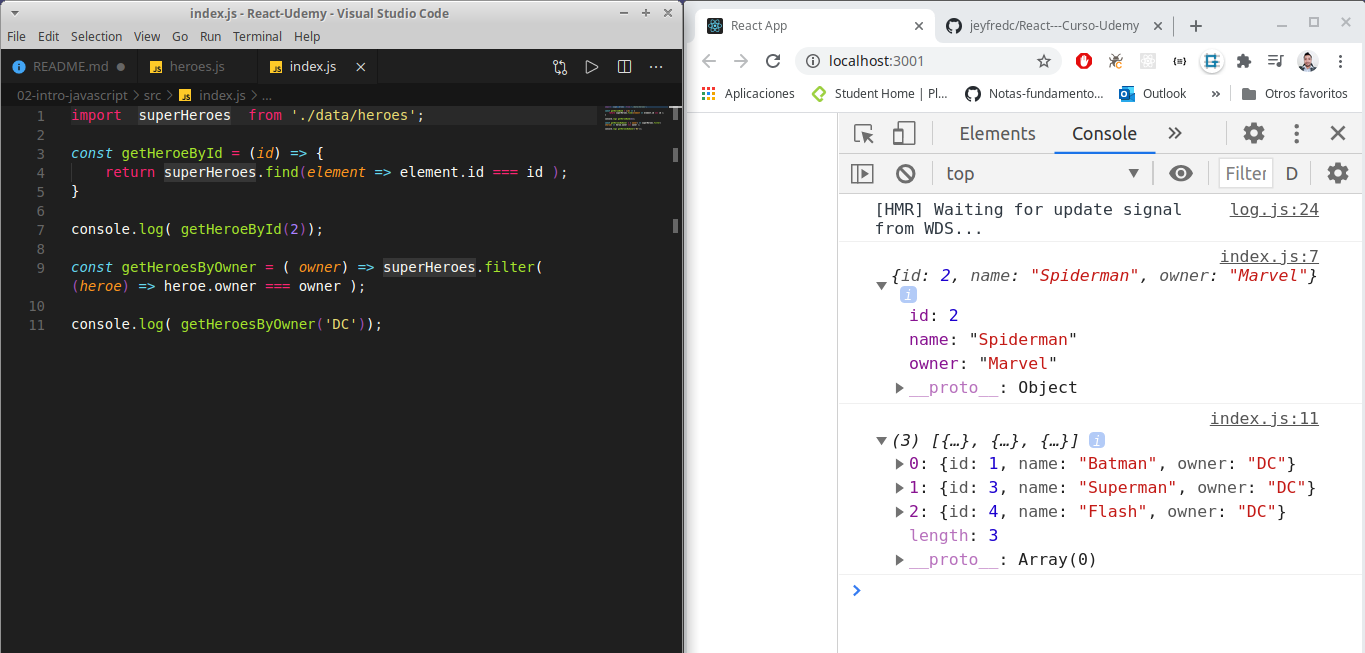 index.js - React-Udemy - Visual Studio Code
File Edit Selection View Go Run Terminal Help
README.md heroes.js index.js
02-intro-javascript > src > index.js > ...
1 import superHeroes from './data/heroes';
2
3 const getHeroeById = (id) => {
4 return superHeroes.find(element => element.id === id );
5 }
6
7 console.log( getHeroeById(2));
8
9 const getHeroesByOwner = ( owner) => superHeroes.filter(
(heroe) => heroe.owner === owner );
10
11 console.log( getHeroesByOwner('DC'));
React App jeyfredc/React---Curso-Udemy
localhost:3001
Aplicaciones Student Home | Pl... Notas-fundamento... Outlook » Otros favoritos
Elements Console »
top Filter D
[HMR] Waiting for update signal log.js:24
from WDS...
index.js:7
{id: 2, name: "Spiderman", owner: "Marvel"}
i
id: 2
name: "Spiderman"
owner: "Marvel"
__proto__: Object
index.js:11
(3) [{…}, {…}, {…}] i
0: {id: 1, name: "Batman", owner: "DC"}
1: {id: 3, name: "Superman", owner: "DC"}
2: {id: 4, name: "Flash", owner: "DC"}
length: 3
__proto__: Array(0)